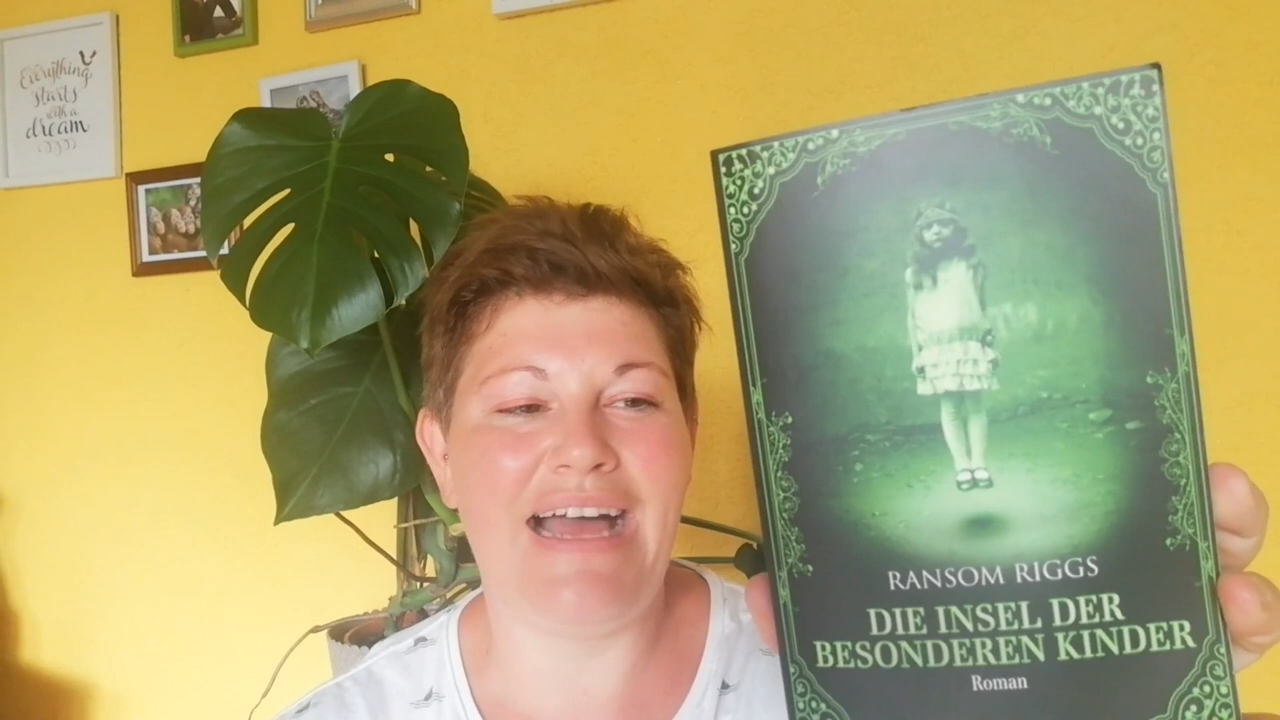 Everything
starts
with a
dream
RANSOM RIGGS
DIE INSEL DER
BESONDEREN KINDER
Roman